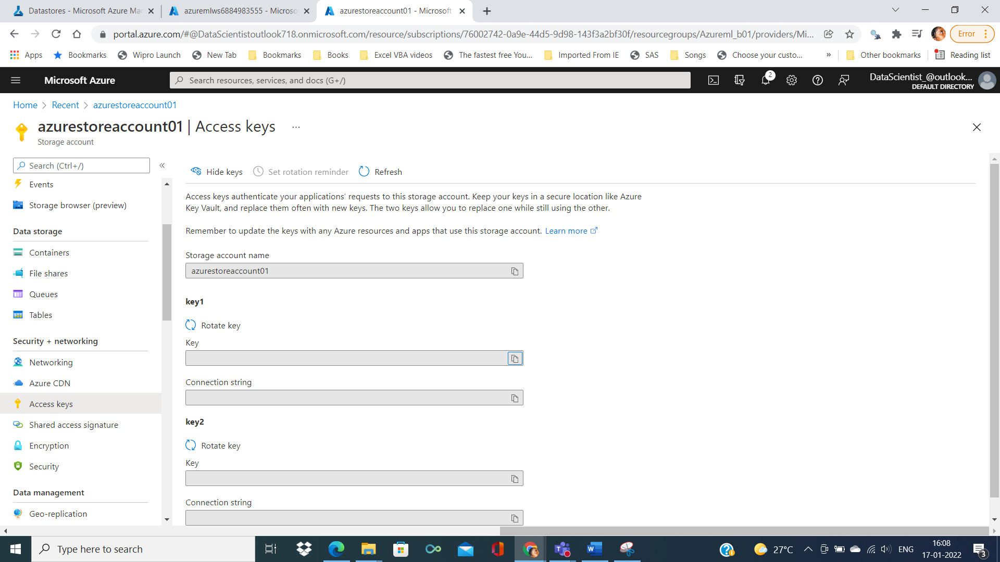 Datastores - Microsoft Azure Mac
azuremlws6884983555 - Microso
azurestoreaccount01 - Microsoft
portal.azure.com/#@DataScientistoutlook718.onmicrosoft.com/resource/subscriptions/76002742-0a9e-44d5-9d98-143f3a2bf30f/resourcegroups/Azureml_b01/providers/Mi...
Error
Apps
Bookmarks
Wipro Launch
New Tab
Bookmarks
Books
Excel VBA videos
The fastest free You...
Imported From IE
SAS
Songs
Choose your custo...
»
Other bookmarks
Reading list
Microsoft Azure
Search resources, services, and docs (G+/)
2
DataScientist_@outlook...
DEFAULT DIRECTORY
Home > Recent > azurestoreaccount01
azurestoreaccount01 | Access keys ...
Storage account
Search (Ctrl+/)
«
Events
Storage browser (preview)
Data storage
Containers
File shares
Queues
Tables
Security + networking
Networking
Azure CDN
Access keys
Shared access signature
Encryption
Security
Data management
Geo-replication
Hide keys
Set rotation reminder
Refresh
Access keys authenticate your applications' requests to this storage account. Keep your keys in a secure location like Azure
Key Vault, and replace them often with new keys. The two keys allow you to replace one while still using the other.
Remember to update the keys with any Azure resources and apps that use this storage account. Learn more
Storage account name
azurestoreaccount01
key1
Rotate key
Key
Connection string
key2
Rotate key
Key
Connection string
Type here to search
27°C
ENG
16:08
17-01-2022
3